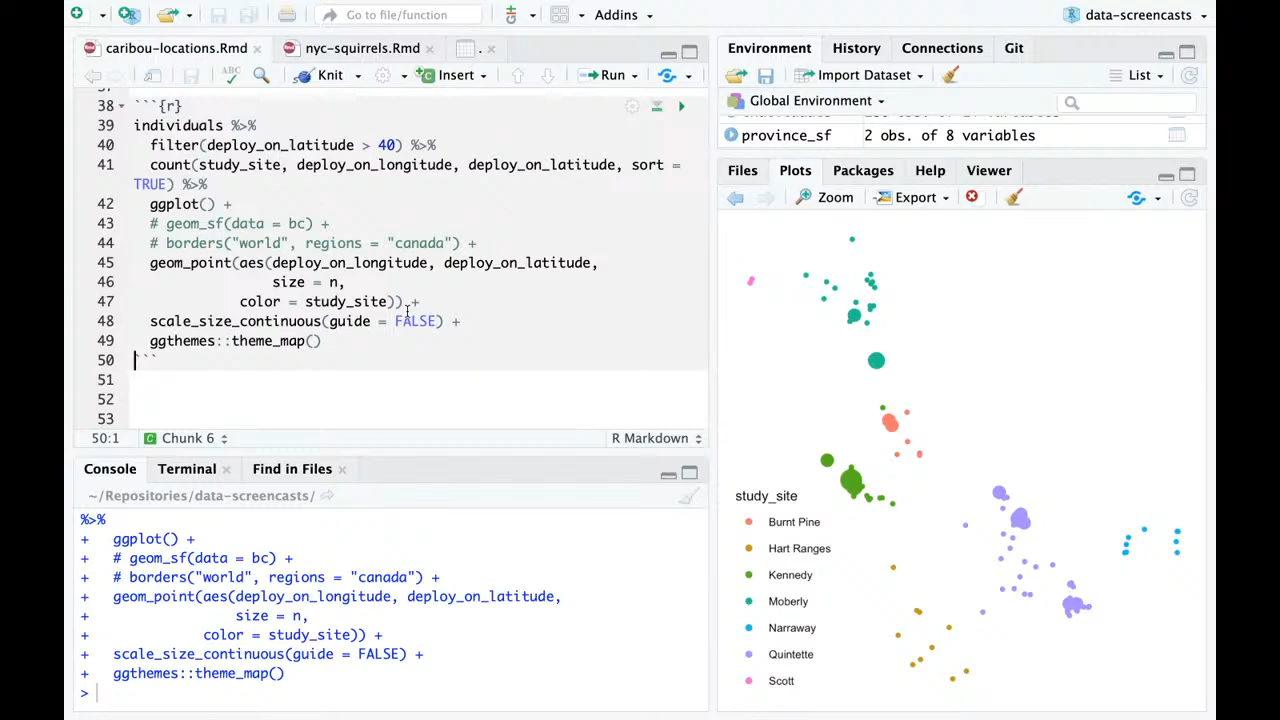 Go to file/function
Addins
data-screencasts
caribou-locations.Rmd
nyc-squirrels.Rmd
.
ABC
Knit
Insert
Run
38 ```{r}
39 individuals %>%
40 filter(deploy_on_latitude > 40) %>%
41 count(study_site, deploy_on_longitude, deploy_on_latitude, sort =
TRUE) %>%
42 ggplot() +
43 # geom_sf(data = bc) +
44 # borders("world", regions = "canada") +
45 geom_point(aes(deploy_on_longitude, deploy_on_latitude,
46 size = n,
47 color = study_site)) +
48 scale_size_continuous(guide = FALSE) +
49 ggthemes::theme_map()
50 ```
51
52
53
50:1
Chunk 6
R Markdown
Console
Terminal
Find in Files
~/Repositories/data-screencasts/
%>%
+ ggplot() +
+ # geom_sf(data = bc) +
+ # borders("world", regions = "canada") +
+ geom_point(aes(deploy_on_longitude, deploy_on_latitude,
+ size = n,
+ color = study_site)) +
+ scale_size_continuous(guide = FALSE) +
+ ggthemes::theme_map()
>
Environment
History
Connections
Git
Import Dataset
List
Global Environment
province_sf
2 obs. of 8 variables
Files
Plots
Packages
Help
Viewer
Zoom
Export
study_site
Burnt Pine
Hart Ranges
Kennedy
Moberly
Narraway
Quintette
Scott